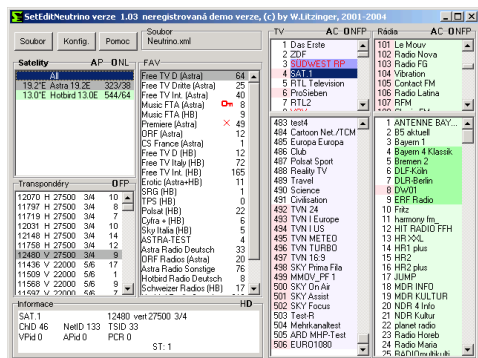 SetEditNeutrino verze 1.03 neregistrovaná demo verze, (c) by W.Litzinger, 2001-2004
Soubor
Konfig.
Pomoc
Soubor
Neutrino.xml
Satelity AP ONL
All
19.2°E Astra 19.2E 323/38
13.0°E Hotbird 13.0E 544/64
Transpondéry OFP
12070 H 27500 3/4 10
11797 H 27500 3/4 8
11719 H 27500 3/4 7
12031 H 27500 3/4 10
12148 H 27500 3/4 14
11758 H 27500 3/4 12
12480 V 27500 3/4 9
11436 V 22000 5/6 17
11509 V 22000 5/6 1
11568 V 22000 5/6 9
11597 V 22000 5/6 7
FAV
Free TV D (Astra) 64
Free TV Dritte (Astra) 25
Free TV Int. (Astra) 40
Music FTA (Astra) 8
Music FTA (HB) 9
Premiere (Astra) 49
ORF (Astra) 12
CS France (Astra) 1
Free TV D (HB) 12
Free TV Italy (HB) 72
Free TV Int. (HB) 165
Erotic (Astra+HB) 11
SRG (HB) 1
TPS (HB) 0
Polsat (HB) 22
Cyfra + (HB) 6
Sky Italia (HB) 5
ASTRA-TEST 4
Astra Radio Deutsch 33
ORF Radios (Astra) 20
Astra Radio Sonstige 76
Hotbird Radio Deutsch 8
Schweizer Radios (HB) 17
Informace HD
SAT.1 12480 vert 27500 3/4
ChID 46 NetID 133 TSID 33
VPid 0 APid 0 PCR 0
ST: 1
TV AC ONFP
1 Das Erste
2 ZDF
3 SÜDWEST RP
4 SAT.1
5 RTL Television
6 ProSieben
7 RTL2
483 test4
484 Cartoon Net./TCM
485 Europa Europa
486 Club
487 Polsat Sport
488 Reality TV
489 Travel
490 Science
491 Civilisation
492 TVN 24
493 TVN I Europe
494 TVN I US
495 TVN METEO
496 TVN TURBO
497 TVN 16:9
498 SKY Prima Fila
499 MMOV_PF 1
500 SKY On Air
501 SKY Assist
502 SKY Focus
503 Test-R
504 Mehrkanaltest
505 ARD MHP-Test
506 EURO1080
Rádia AC ONFP
101 Le Mouv
102 Radio Nova
103 Radio FG
104 Vibration
105 Contact FM
106 Radio Latina
107 RFM
1 ANTENNE BAY...
2 B5 aktuell
3 Bayern 1
4 Bayern 4 Klassik
5 Bremen 2
6 DLF-Köln
7 DLR-Berlin
8 DW01
9 ERF Radio
10 Fritz
11 harmony fm_
12 HIT RADIO FFH
13 HR XXL
14 HR1 plus
15 HR2
16 HR2 plus
17 JUMP
18 MDR INFO
19 MDR KULTUR
20 NDR 4 Info
21 NDR Kultur
22 planet radio
23 Radio Horeb
24 Radio Maria
25 RADIOmultikulti